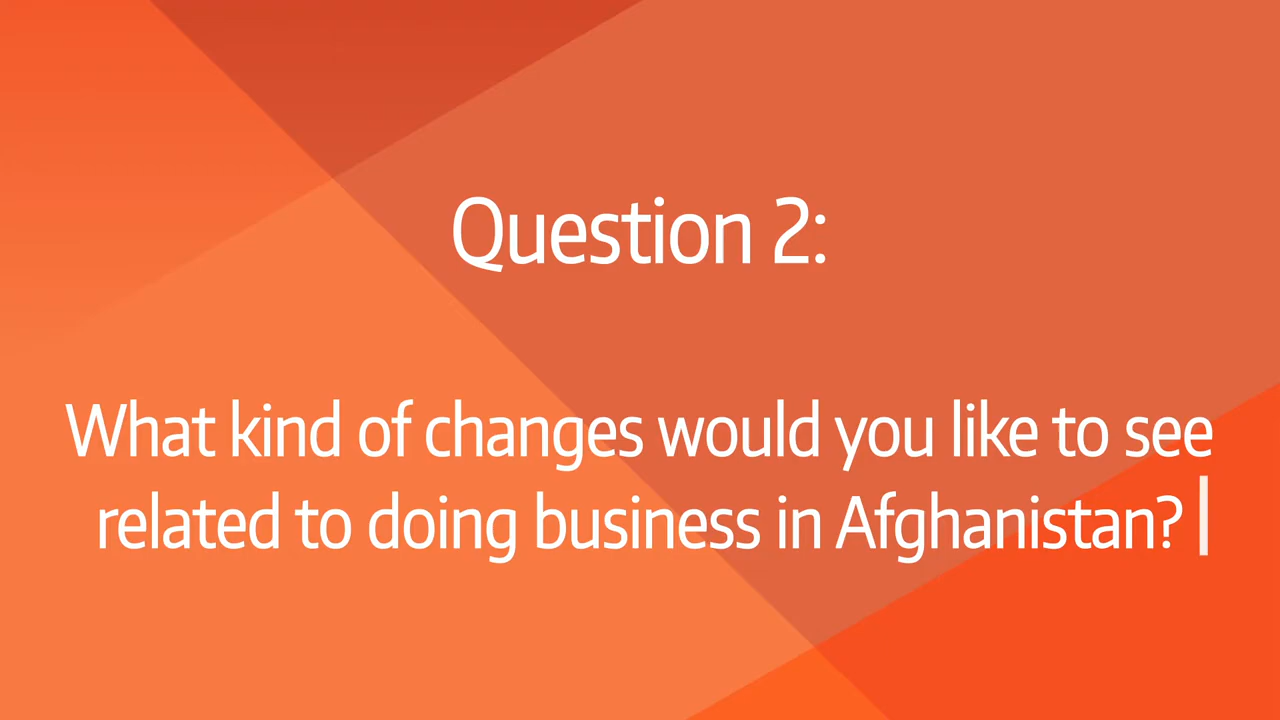 Question 2:
What kind of changes would you like to see
related to doing business in Afghanistan?